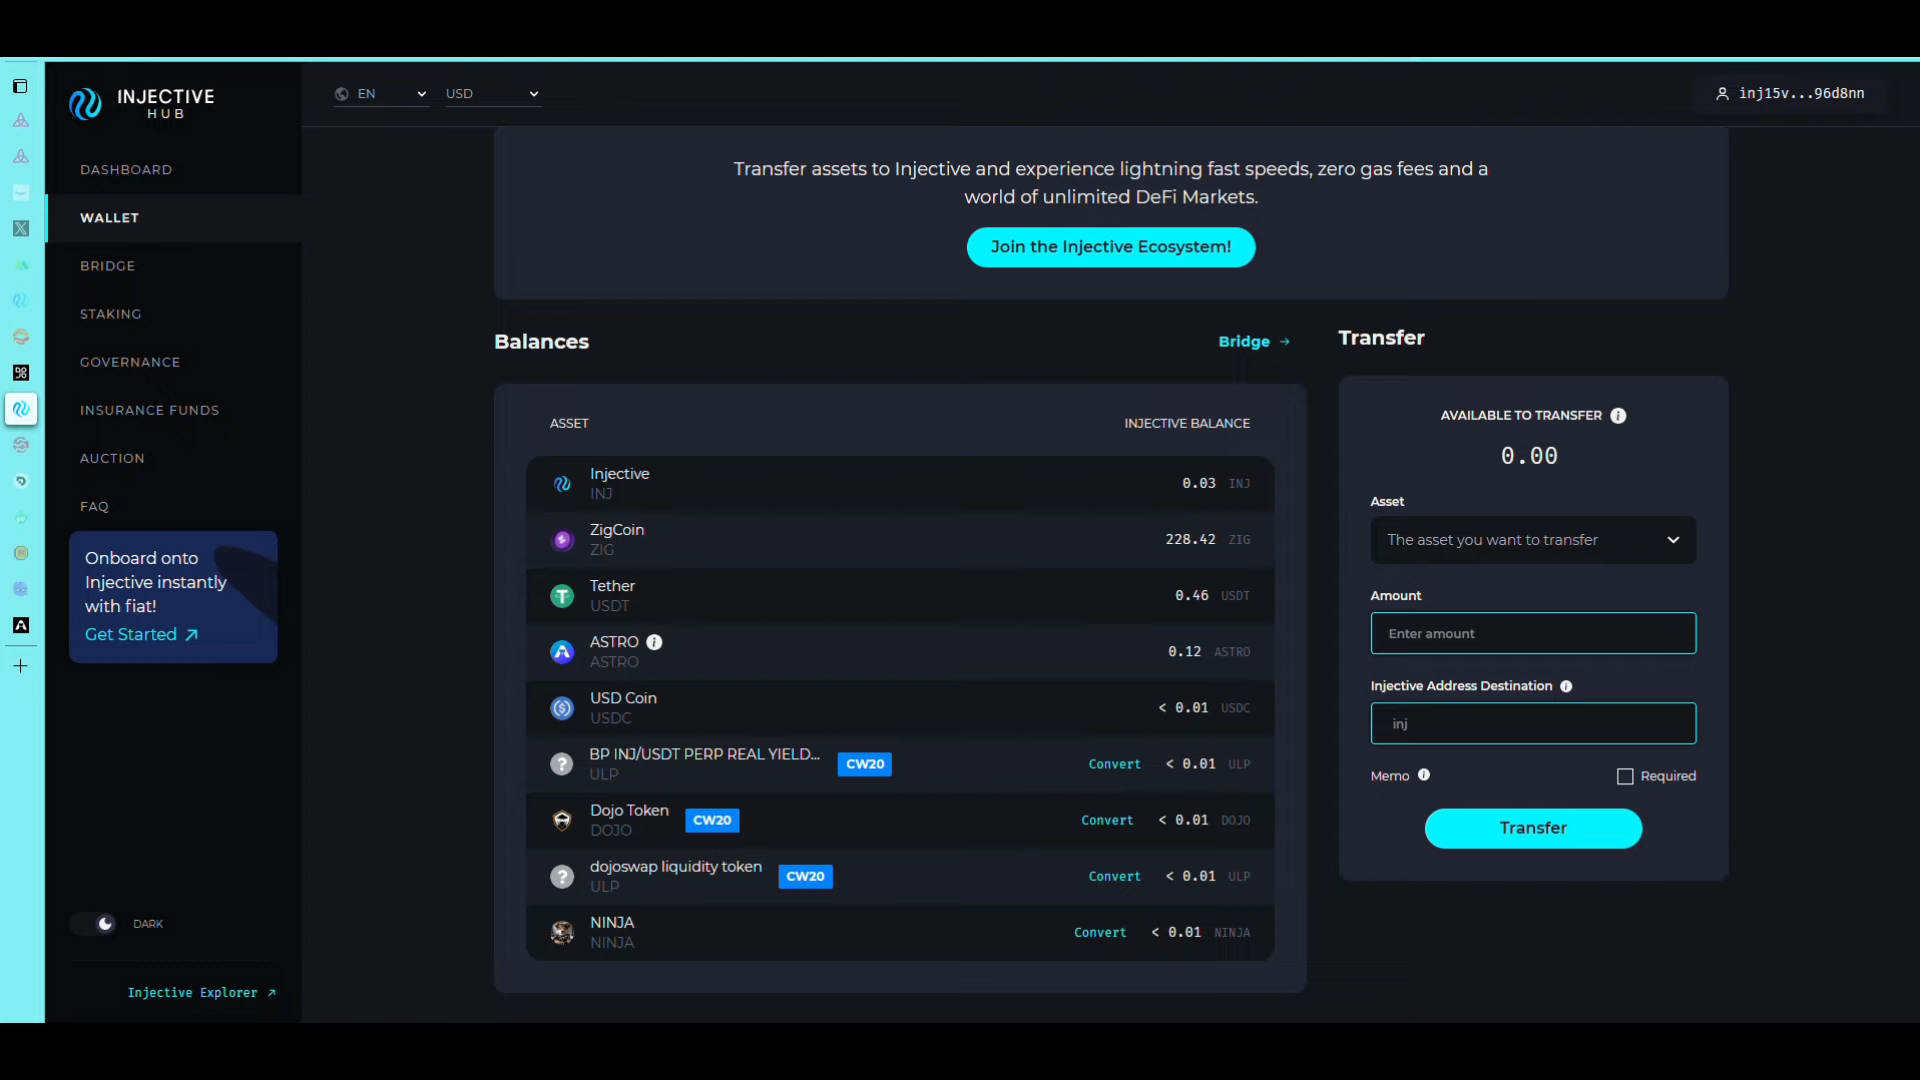 INJECTIVE
HUB
EN
USD
inj15v...96d8nn
DASHBOARD
WALLET
BRIDGE
STAKING
GOVERNANCE
INSURANCE FUNDS
AUCTION
FAQ
Onboard onto
Injective instantly
with fiat!
Get Started
DARK
Injective Explorer
Transfer assets to Injective and experience lightning fast speeds, zero gas fees and a
world of unlimited DeFi Markets.
Join the Injective Ecosystem!
Balances
Bridge
ASSET INJECTIVE BALANCE
Injective
INJ
0.03 INJ
ZigCoin
ZIG
228.42 ZIG
Tether
USDT
0.46 USDT
ASTRO
ASTRO
0.12 ASTRO
USD Coin
USDC
< 0.01 USDC
BP INJ/USDT PERP REAL YIELD...
ULP
CW20
Convert < 0.01 ULP
Dojo Token
DOJO
CW20
Convert < 0.01 DOJO
dojoswap liquidity token
ULP
CW20
Convert < 0.01 ULP
NINJA
NINJA
Convert < 0.01 NINJA
Transfer
AVAILABLE TO TRANSFER
0.00
Asset
The asset you want to transfer
Amount
Enter amount
Injective Address Destination
inj
Memo
Required
Transfer